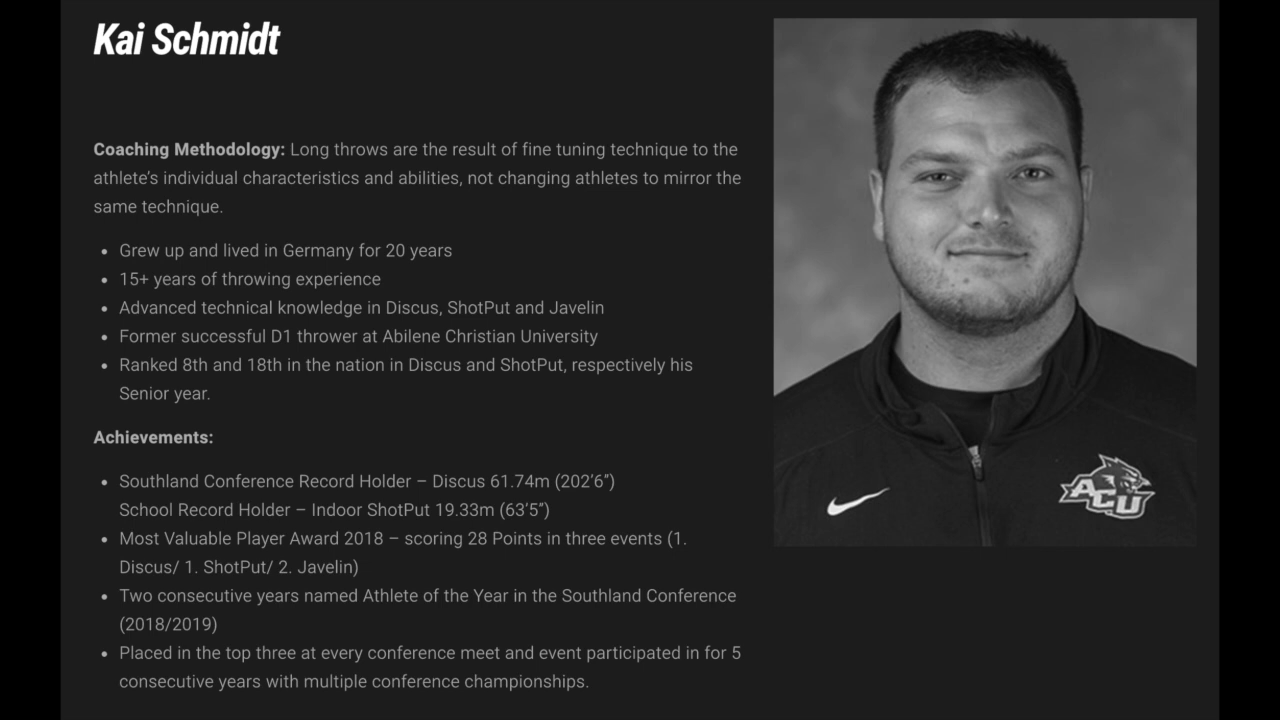 Kai Schmidt
Coaching Methodology: Long throws are the result of fine tuning technique to the
athlete’s individual characteristics and abilities, not changing athletes to mirror the
same technique.
• Grew up and lived in Germany for 20 years
• 15+ years of throwing experience
• Advanced technical knowledge in Discus, ShotPut and Javelin
• Former successful D1 thrower at Abilene Christian University
• Ranked 8th and 18th in the nation in Discus and ShotPut, respectively his
Senior year.
Achievements:
• Southland Conference Record Holder – Discus 61.74m (202’6”)
School Record Holder – Indoor ShotPut 19.33m (63’5”)
• Most Valuable Player Award 2018 – scoring 28 Points in three events (1.
Discus/ 1. ShotPut/ 2. Javelin)
• Two consecutive years named Athlete of the Year in the Southland Conference
(2018/2019)
• Placed in the top three at every conference meet and event participated in for 5
consecutive years with multiple conference championships.
ACU